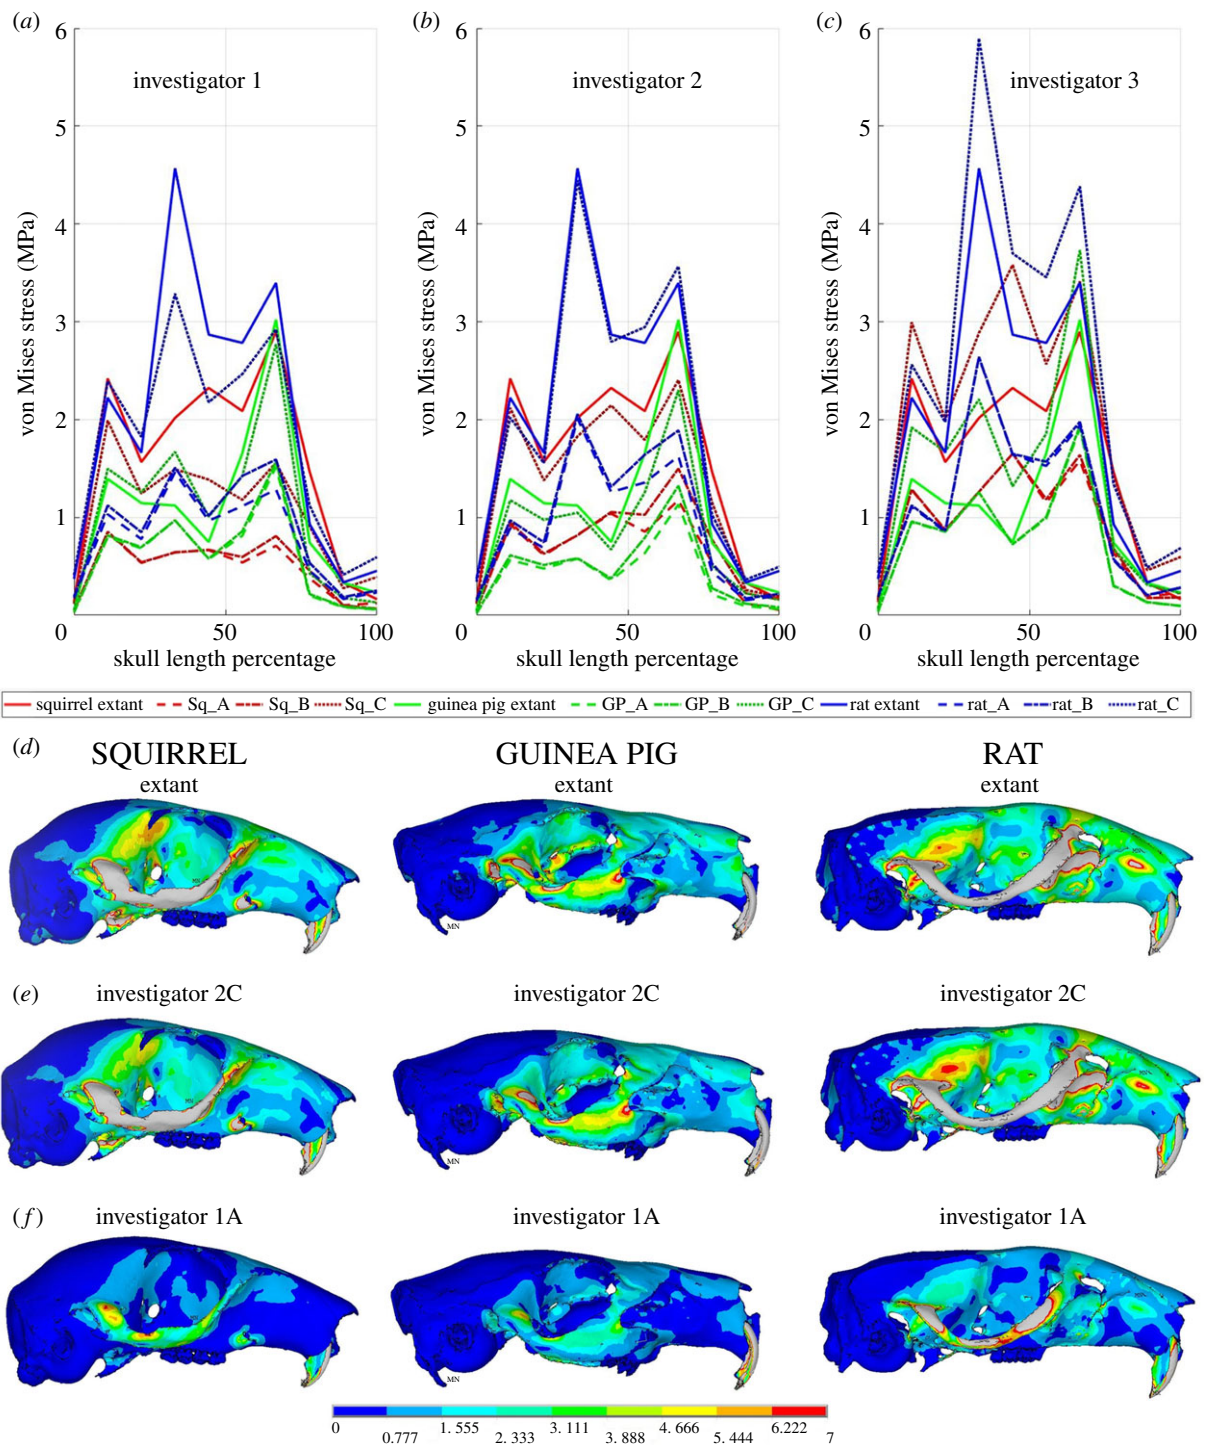 (a)
(b)
(c)
6
5
4
3
2
1
0
50
100
von Mises stress (MPa)
skull length percentage
investigator 1
6
5
4
3
2
1
0
50
100
von Mises stress (MPa)
skull length percentage
investigator 2
6
5
4
3
2
1
0
50
100
von Mises stress (MPa)
skull length percentage
investigator 3
squirrel extant Sq_A Sq_B Sq_C guinea pig extant GP_A GP_B GP_C rat extant rat_A rat_B rat_C
(d)
SQUIRREL GUINEA PIG RAT
extant extant extant
MN
(e)
investigator 2C investigator 2C investigator 2C
MN
(f)
investigator 1A investigator 1A investigator 1A
MN
0 1. 555 3. 111 4. 666 6.222
0.777 2. 333 3. 888 5. 444 7